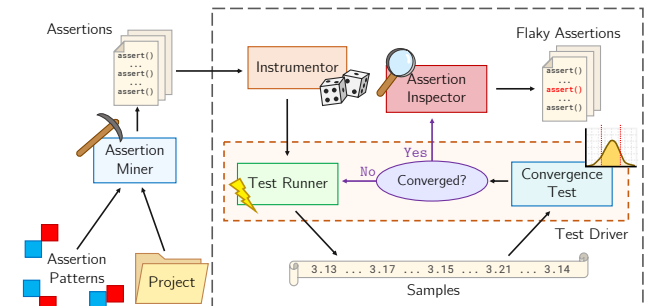 Assertions
assert()
...
assert()
...
assert()
Instrumentor
Assertion
Inspector
Flaky Assertions
assert()
...
assert()
...
assert()
Assertion
Miner
Yes
No
Test Runner
Converged?
Convergence
Test
Test Driver
Assertion
Patterns
Project
3.13 ... 3.17 ... 3.15 ... 3.21 ... 3.14
Samples